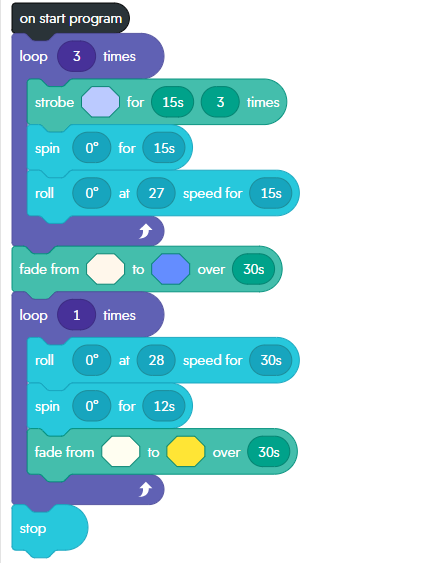 on start program
loop 3 times
strobe for 15s 3 times
spin 0° for 15s
roll 0° at 27 speed for 15s
fade from to over 30s
loop 1 times
roll 0° at 28 speed for 30s
spin 0° for 12s
fade from to over 30s
stop